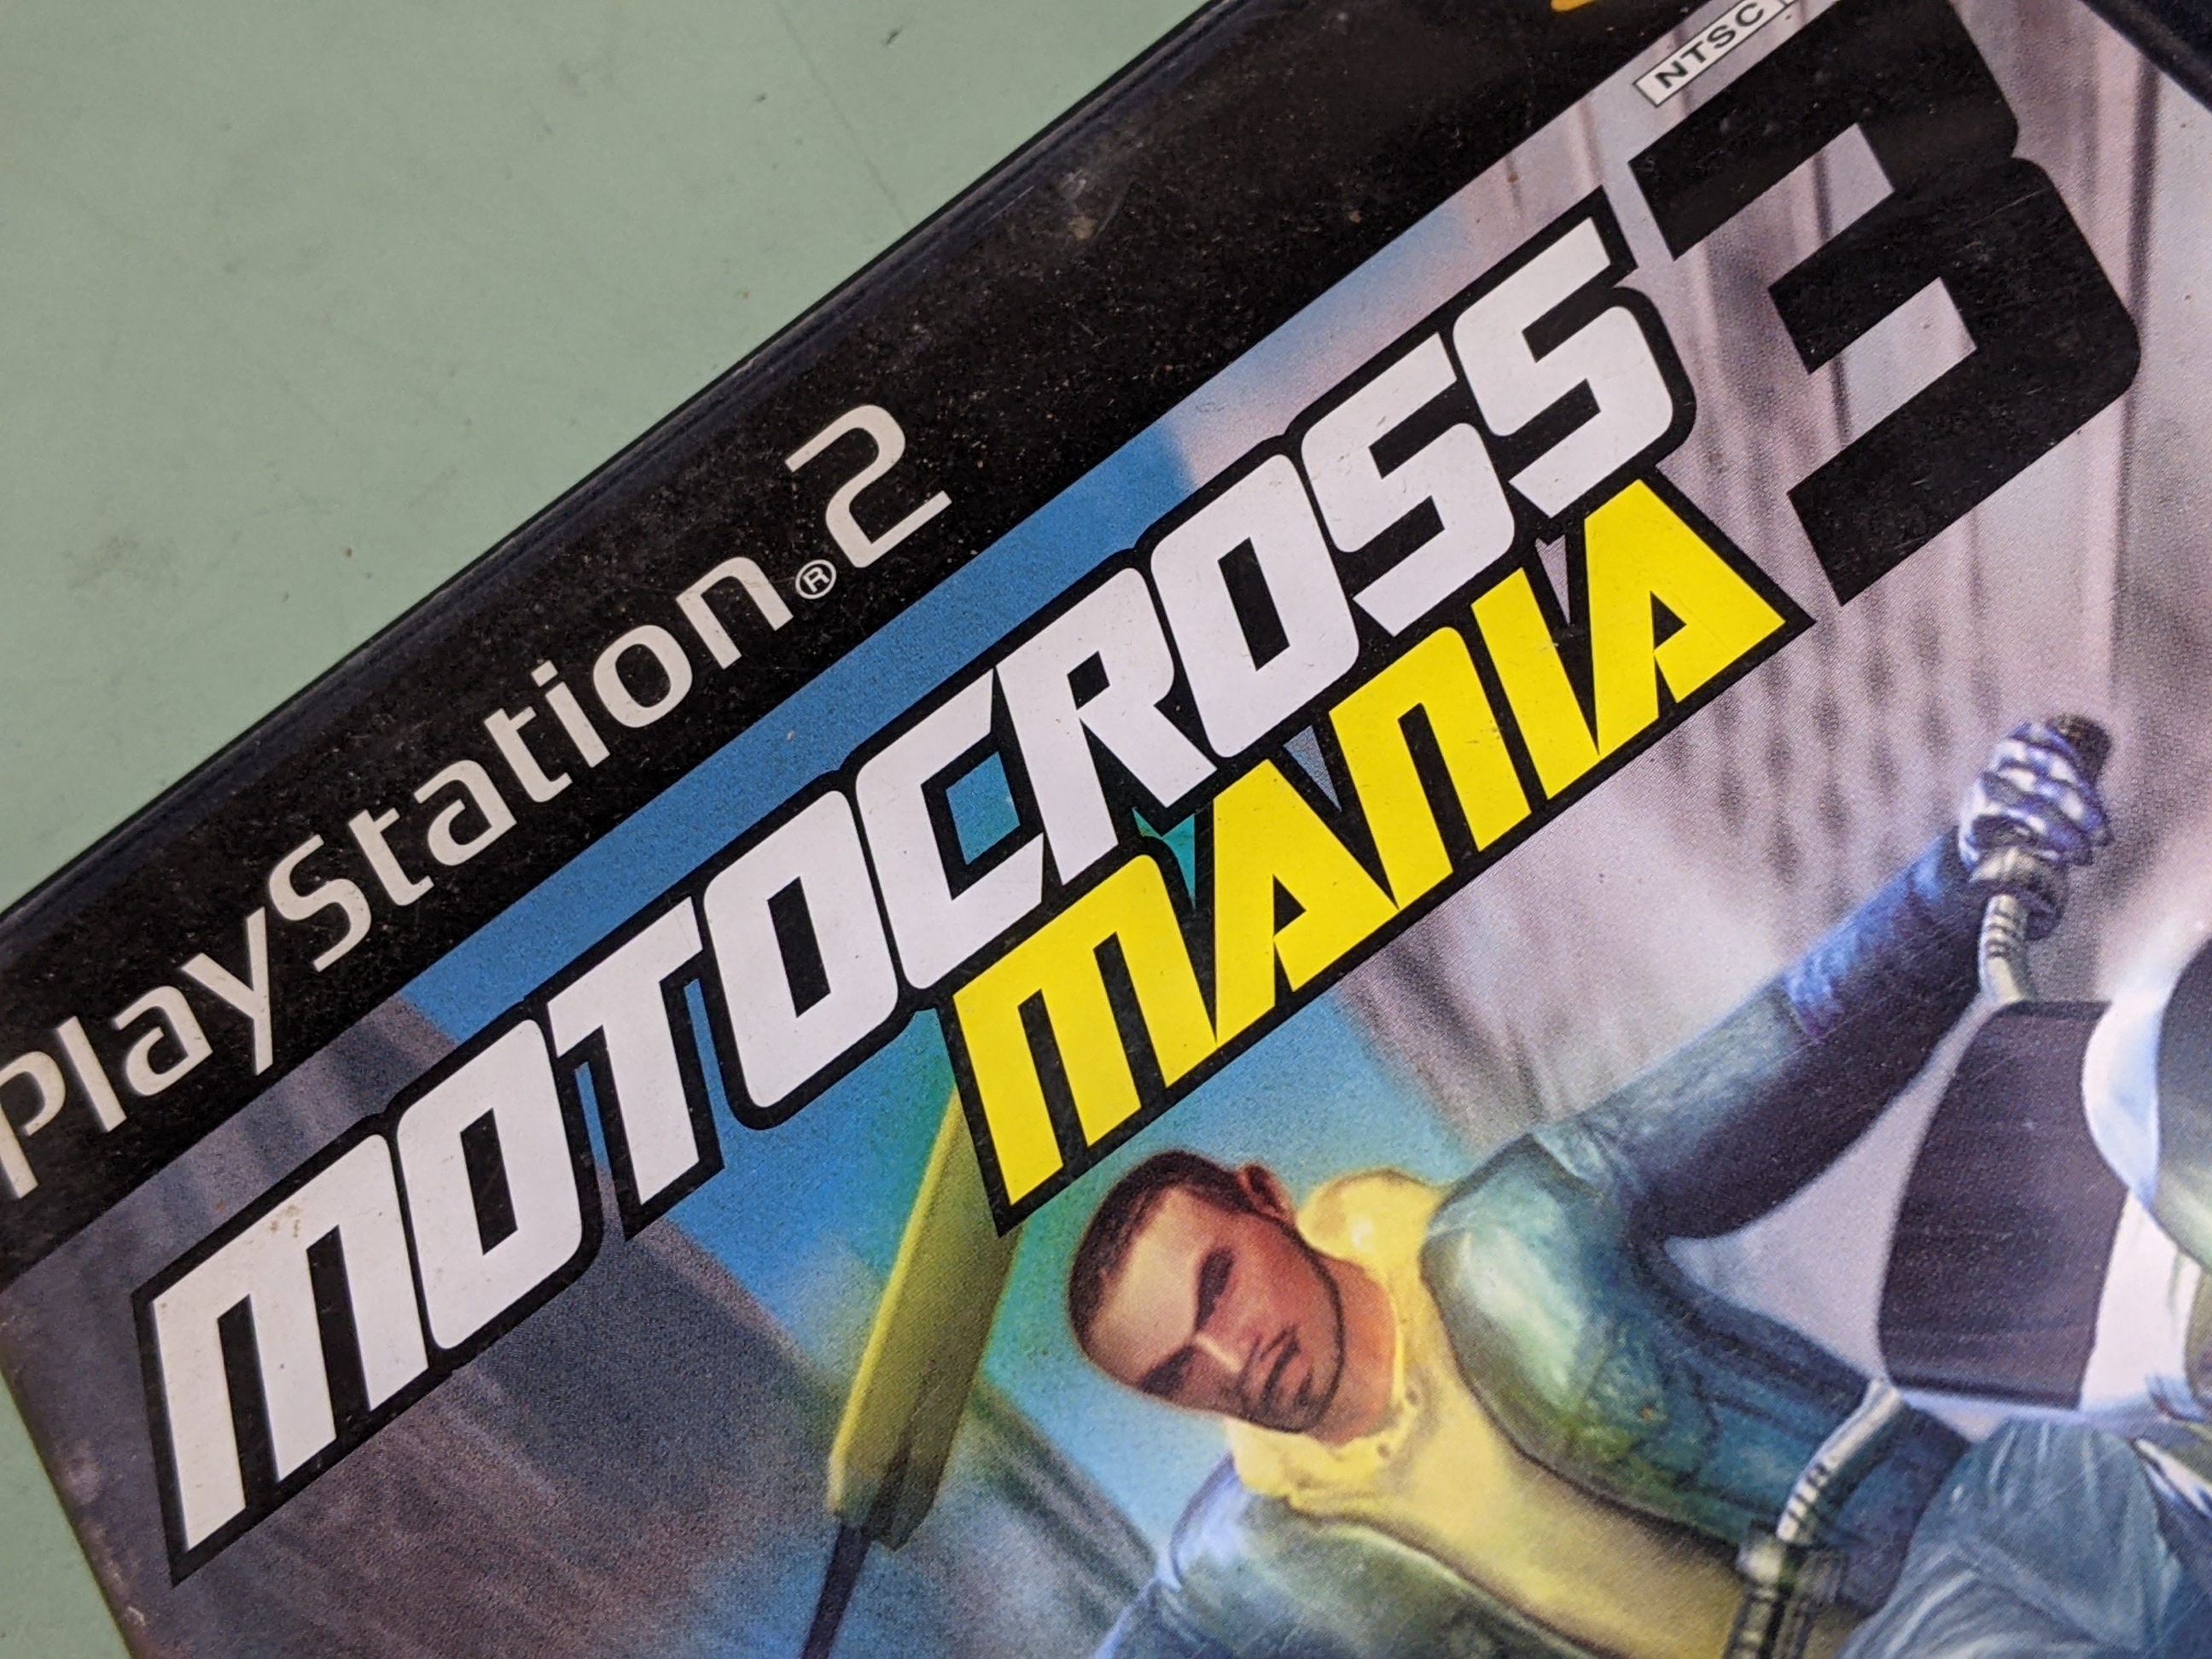 PlayStation®2
NTSC
MOTOCROSS
MANIA
3